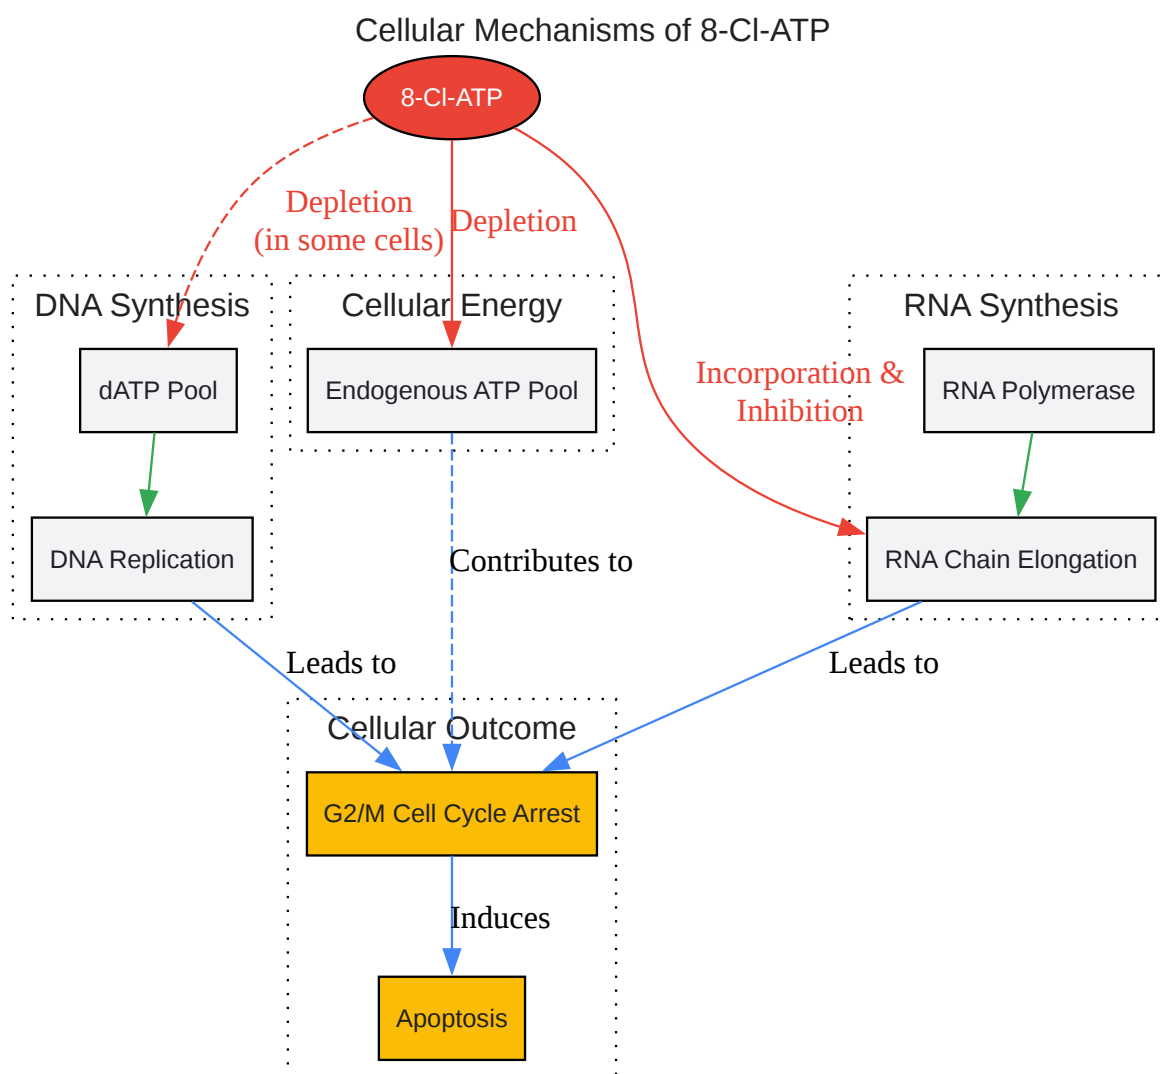 Cellular Mechanisms of 8-Cl-ATP
8-Cl-ATP
Depletion
(in some cells)
Depletion
DNA Synthesis
Cellular Energy
RNA Synthesis
dATP Pool
Endogenous ATP Pool
Incorporation &
Inhibition
RNA Polymerase
DNA Replication
Contributes to
RNA Chain Elongation
Leads to
Leads to
Cellular Outcome
G2/M Cell Cycle Arrest
Induces
Apoptosis